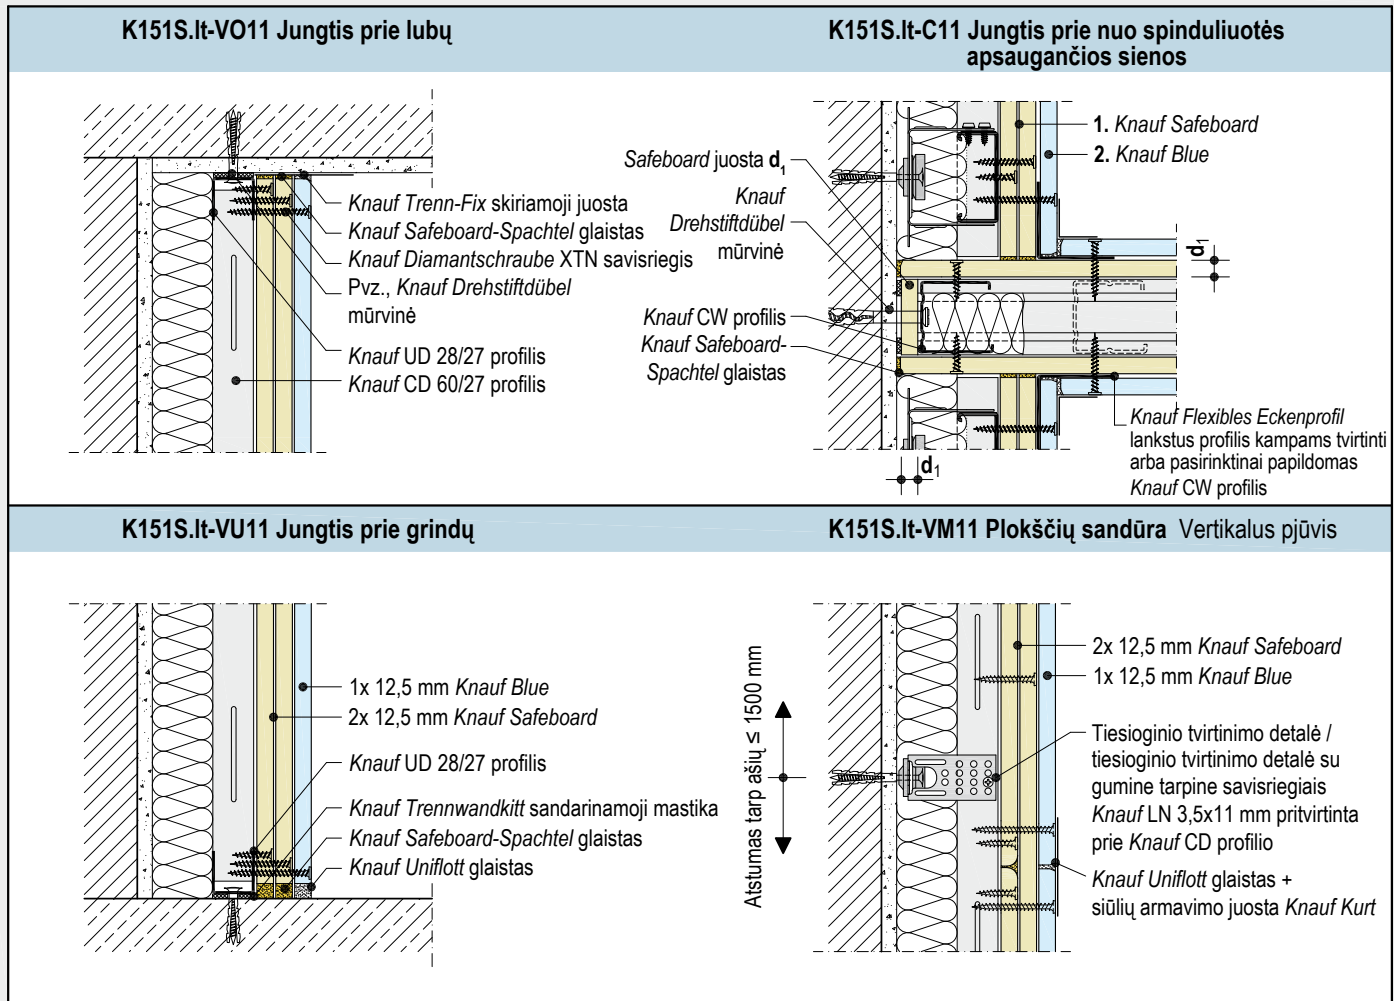 K151S.lt-VO11 Jungtis prie lubų
Knauf Trenn-Fix skiriamoji juosta
Knauf Safeboard-Spachtel glaistas
Knauf Diamantschraube XTN savisriegis
Pvz., Knauf Drehstiftdübel
mūrvinė
Knauf UD 28/27 profilis
Knauf CD 60/27 profilis
K151S.lt-C11 Jungtis prie nuo spinduliuotės
apsaugančios sienos
1. Knauf Safeboard
2. Knauf Blue
Safeboard juosta d1
Knauf
Drehstiftdübel
mūrvinė
Knauf CW profilis
Knauf Safeboard-
Spachtel glaistas
d1
d1
Knauf Flexibles Eckenprofil
lankstus profilis kampams tvirtinti
arba pasirinktinai papildomas
Knauf CW profilis
K151S.lt-VU11 Jungtis prie grindų
1x 12,5 mm Knauf Blue
2x 12,5 mm Knauf Safeboard
Knauf UD 28/27 profilis
Knauf Trennwandkitt sandarinamoji mastika
Knauf Safeboard-Spachtel glaistas
Knauf Uniflott glaistas
K151S.lt-VM11 Plokščių sandūra Vertikalus pjūvis
Atstumas tarp ašių ≤ 1500 mm
2x 12,5 mm Knauf Safeboard
1x 12,5 mm Knauf Blue
Tiesioginio tvirtinimo detalė /
tiesioginio tvirtinimo detalė su
gumine tarpine savisriegiais
Knauf LN 3,5x11 mm pritvirtinta
prie Knauf CD profilio
Knauf Uniflott glaistas +
siūlių armavimo juosta Knauf Kurt